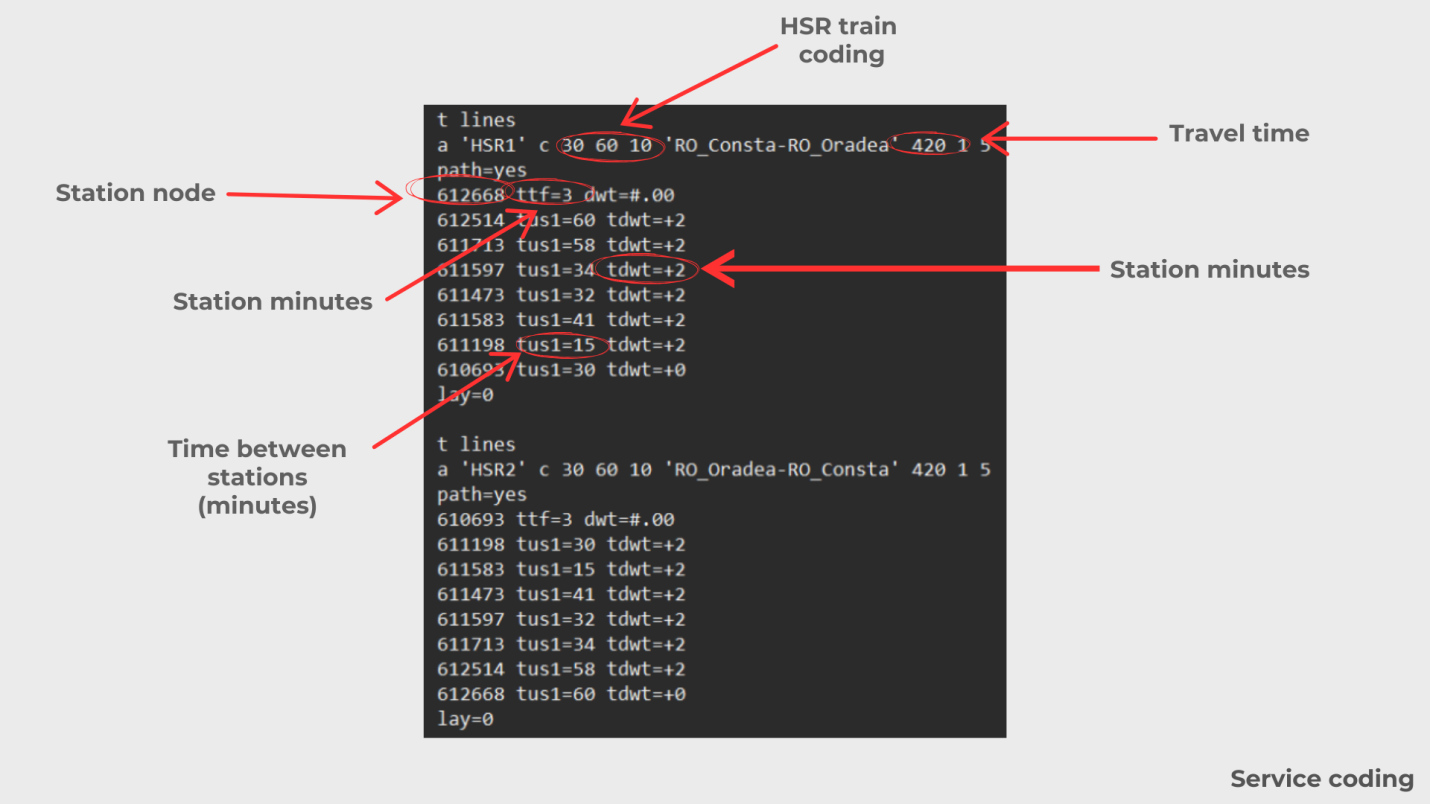 HSR train
coding
t lines
a 'HSR1' c 30 60 10 'RO_Consta-RO_Oradea' 420 1 5
Travel time
path=yes
Station node
612668 ttf=3 dwt=#.00
612514 tus1=60 tdwt=+2
611713 tus1=58 tdwt=+2
611597 tus1=34 tdwt=+2
Station minutes
611473 tus1=32 tdwt=+2
Station minutes
611583 tus1=41 tdwt=+2
611198 tus1=15 tdwt=+2
610693 tus1=30 tdwt=+0
lay=0
Time between
stations
(minutes)
t lines
a 'HSR2' c 30 60 10 'RO_Oradea-RO_Consta' 420 1 5
path=yes
610693 ttf=3 dwt=#.00
611198 tus1=30 tdwt=+2
611583 tus1=15 tdwt=+2
611473 tus1=41 tdwt=+2
611597 tus1=32 tdwt=+2
611713 tus1=34 tdwt=+2
612514 tus1=58 tdwt=+2
612668 tus1=60 tdwt=+0
lay=0
Service coding